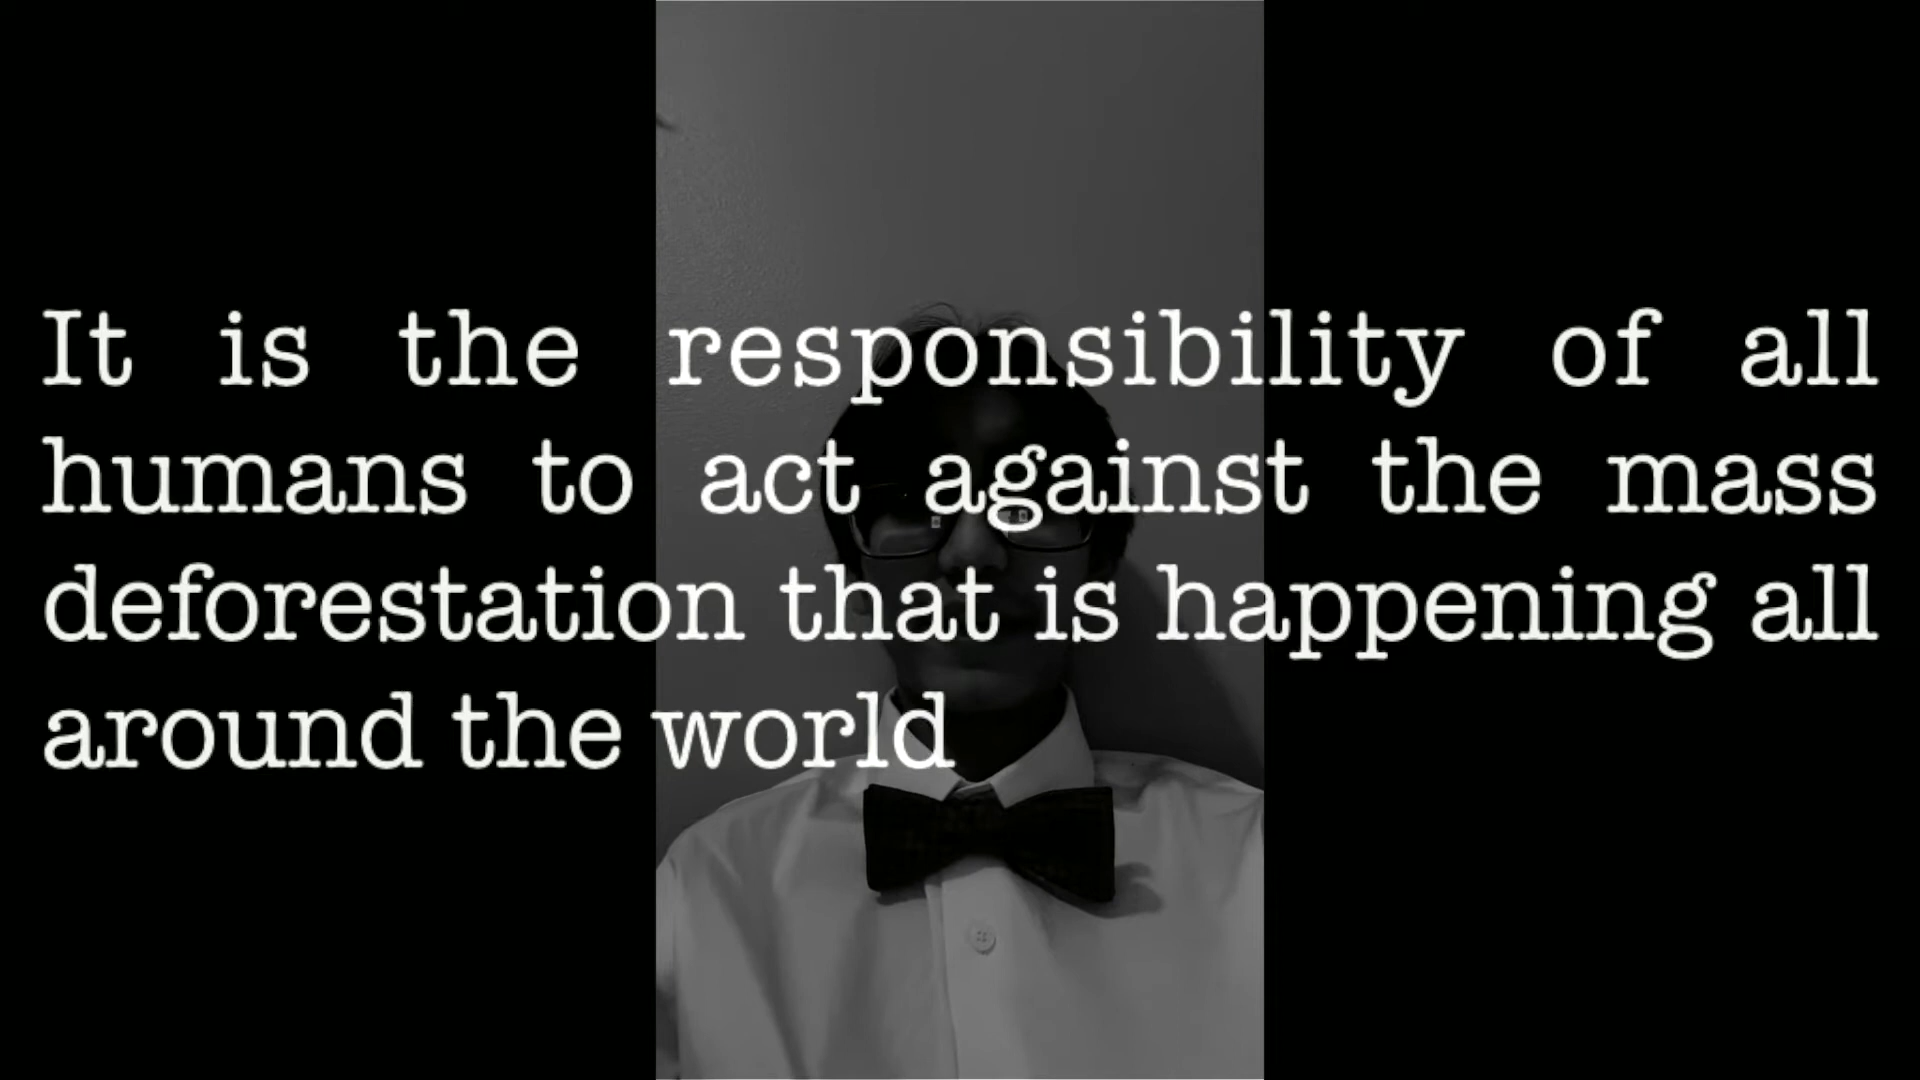 It is the responsibility of all
humans to act against the mass
deforestation that is happening all
around the world